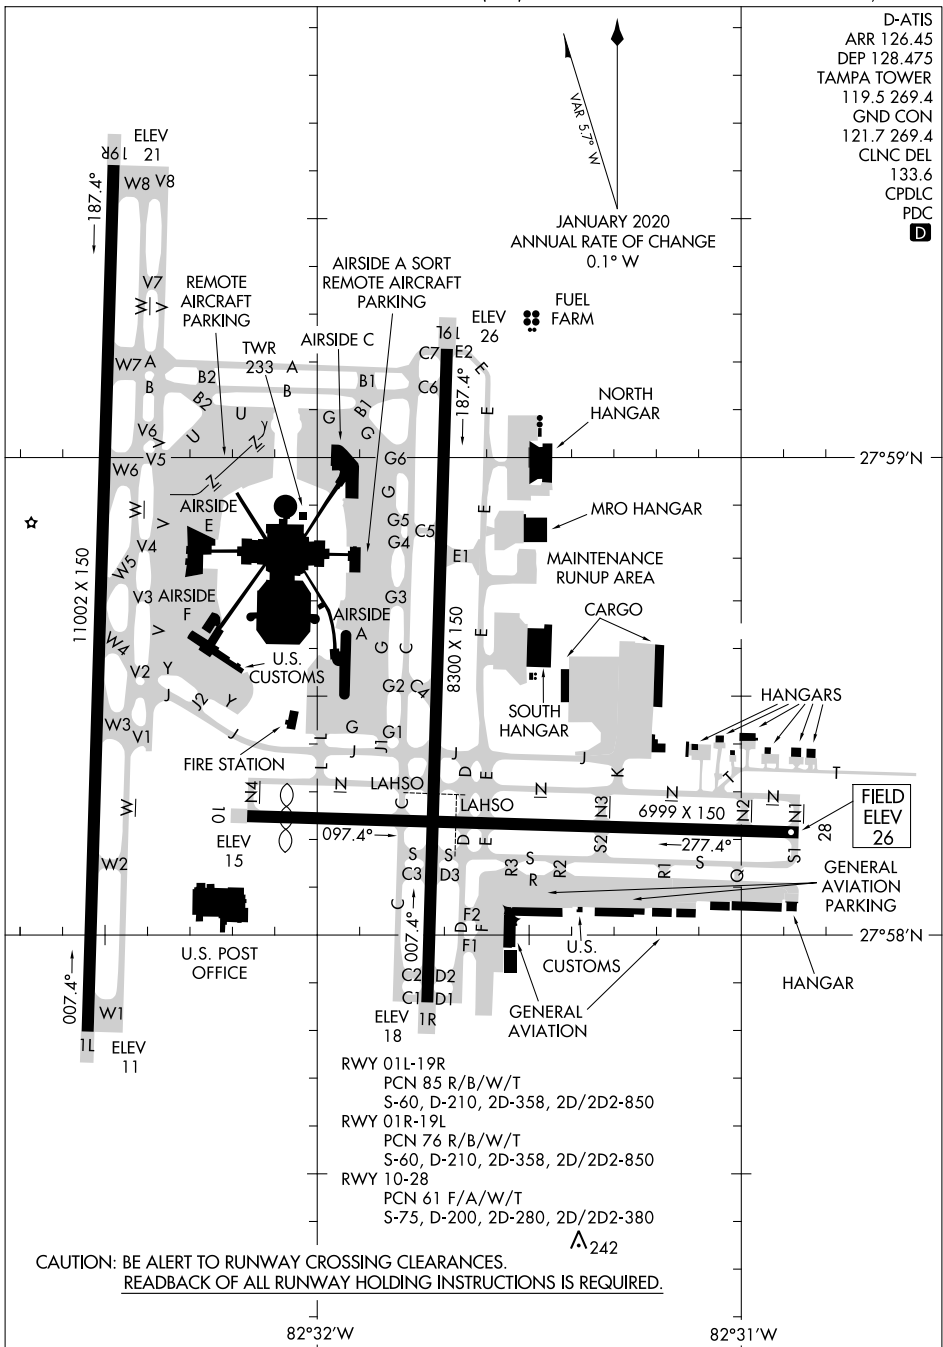 D-ATIS
ARR 126.45
DEP 128.475
TAMPA TOWER
119.5 269.4
GND CON
121.7 269.4
CLNC DEL
133.6
CPDLC
PDC
D
VAR 5.7° W
JANUARY 2020
ANNUAL RATE OF CHANGE
0.1° W
ELEV
21
19R
W8 V8
187.4°
V7
W
V
REMOTE
AIRCRAFT
PARKING
AIRSIDE A SORT
REMOTE AIRCRAFT
PARKING
TWR
233
AIRSIDE C
ELEV
26
FUEL
FARM
19L
C7 E2
E
W7 A
B
B2
A
B
B1
C6
187.4°
E
B2
B1
U
G
NORTH
HANGAR
V6
V
U
Y
G
Z
V5
W6
G6
27°59'N
Z
G
W
V
AIRSIDE
E
G5
C5
E
MRO HANGAR
V4
G4
E1
W5
MAINTENANCE
RUNUP AREA
11002 X 150
V3
AIRSIDE
F
G3
8300 X 150
CARGO
V
AIRSIDE
A
E
W4
U.S.
CUSTOMS
G
C
V2
Y
J
J2
Y
G2
C4
SOUTH
HANGAR
HANGARS
W3
V1
J
L
G
G1
FIRE STATION
L
J
J1
J
D
E
J
K
T
T
LAHSO
W
N4
Z
C
LAHSO
Z
N3
Z
6999 X 150
N2
Z
N1
FIELD
ELEV
26
10
ELEV
15
097.4°
D
E
S2
277.4°
S1
28
W2
S
S
C3
D3
R3
S
R
R2
R1
S
Q
GENERAL
AVIATION
PARKING
C
007.4°
D
F2
F
F1
U.S. POST
OFFICE
U.S.
CUSTOMS
27°58'N
007.4°
C2
D2
HANGAR
C1
D1
W1
GENERAL
AVIATION
1L
ELEV
11
ELEV
18
1R
RWY 01L-19R
PCN 85 R/B/W/T
S-60, D-210, 2D-358, 2D/2D2-850
RWY 01R-19L
PCN 76 R/B/W/T
S-60, D-210, 2D-358, 2D/2D2-850
RWY 10-28
PCN 61 F/A/W/T
S-75, D-200, 2D-280, 2D/2D2-380
242
CAUTION: BE ALERT TO RUNWAY CROSSING CLEARANCES.
READBACK OF ALL RUNWAY HOLDING INSTRUCTIONS IS REQUIRED.
82°32'W
82°31'W